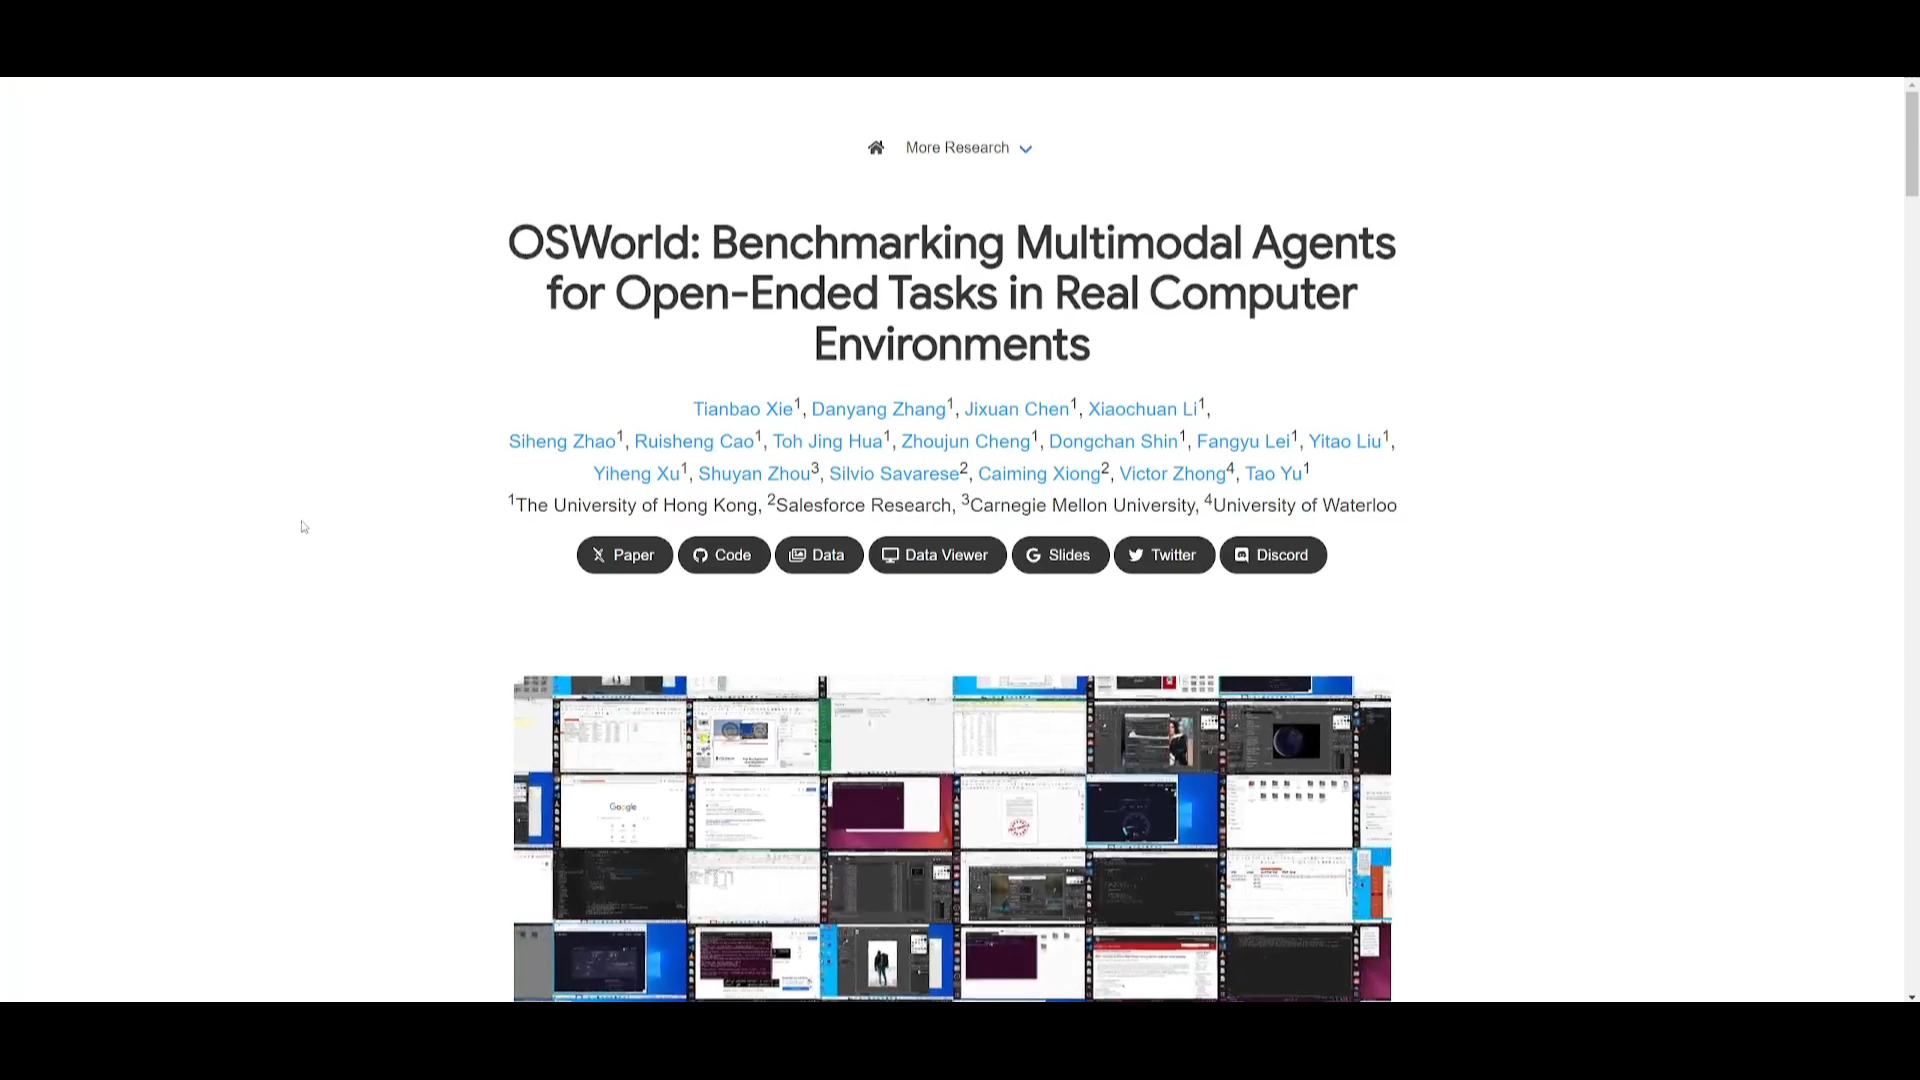 More Research
OSWorld: Benchmarking Multimodal Agents
for Open-Ended Tasks in Real Computer
Environments
Tianbao Xie1, Danyang Zhang1, Jixuan Chen1, Xiaochuan Li1,
Siheng Zhao1, Ruisheng Cao1, Toh Jing Hua1, Zhoujun Cheng1, Dongchan Shin1, Fangyu Lei1, Yitao Liu1,
Yiheng Xu1, Shuyan Zhou3, Silvio Savarese2, Caiming Xiong2, Victor Zhong4, Tao Yu1
1The University of Hong Kong, 2Salesforce Research, 3Carnegie Mellon University, 4University of Waterloo
Paper Code Data Data Viewer Slides Twitter Discord
Google